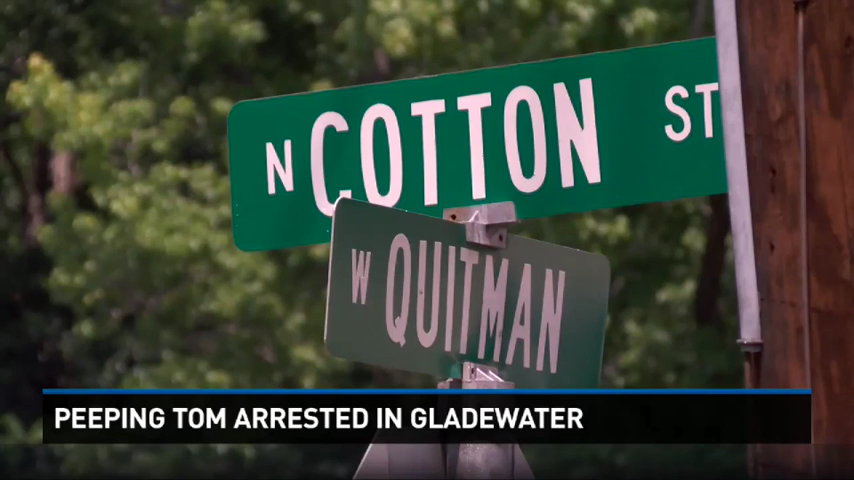 N COTTON ST
W QUITMAN
PEEPING TOM ARRESTED IN GLADEWATER